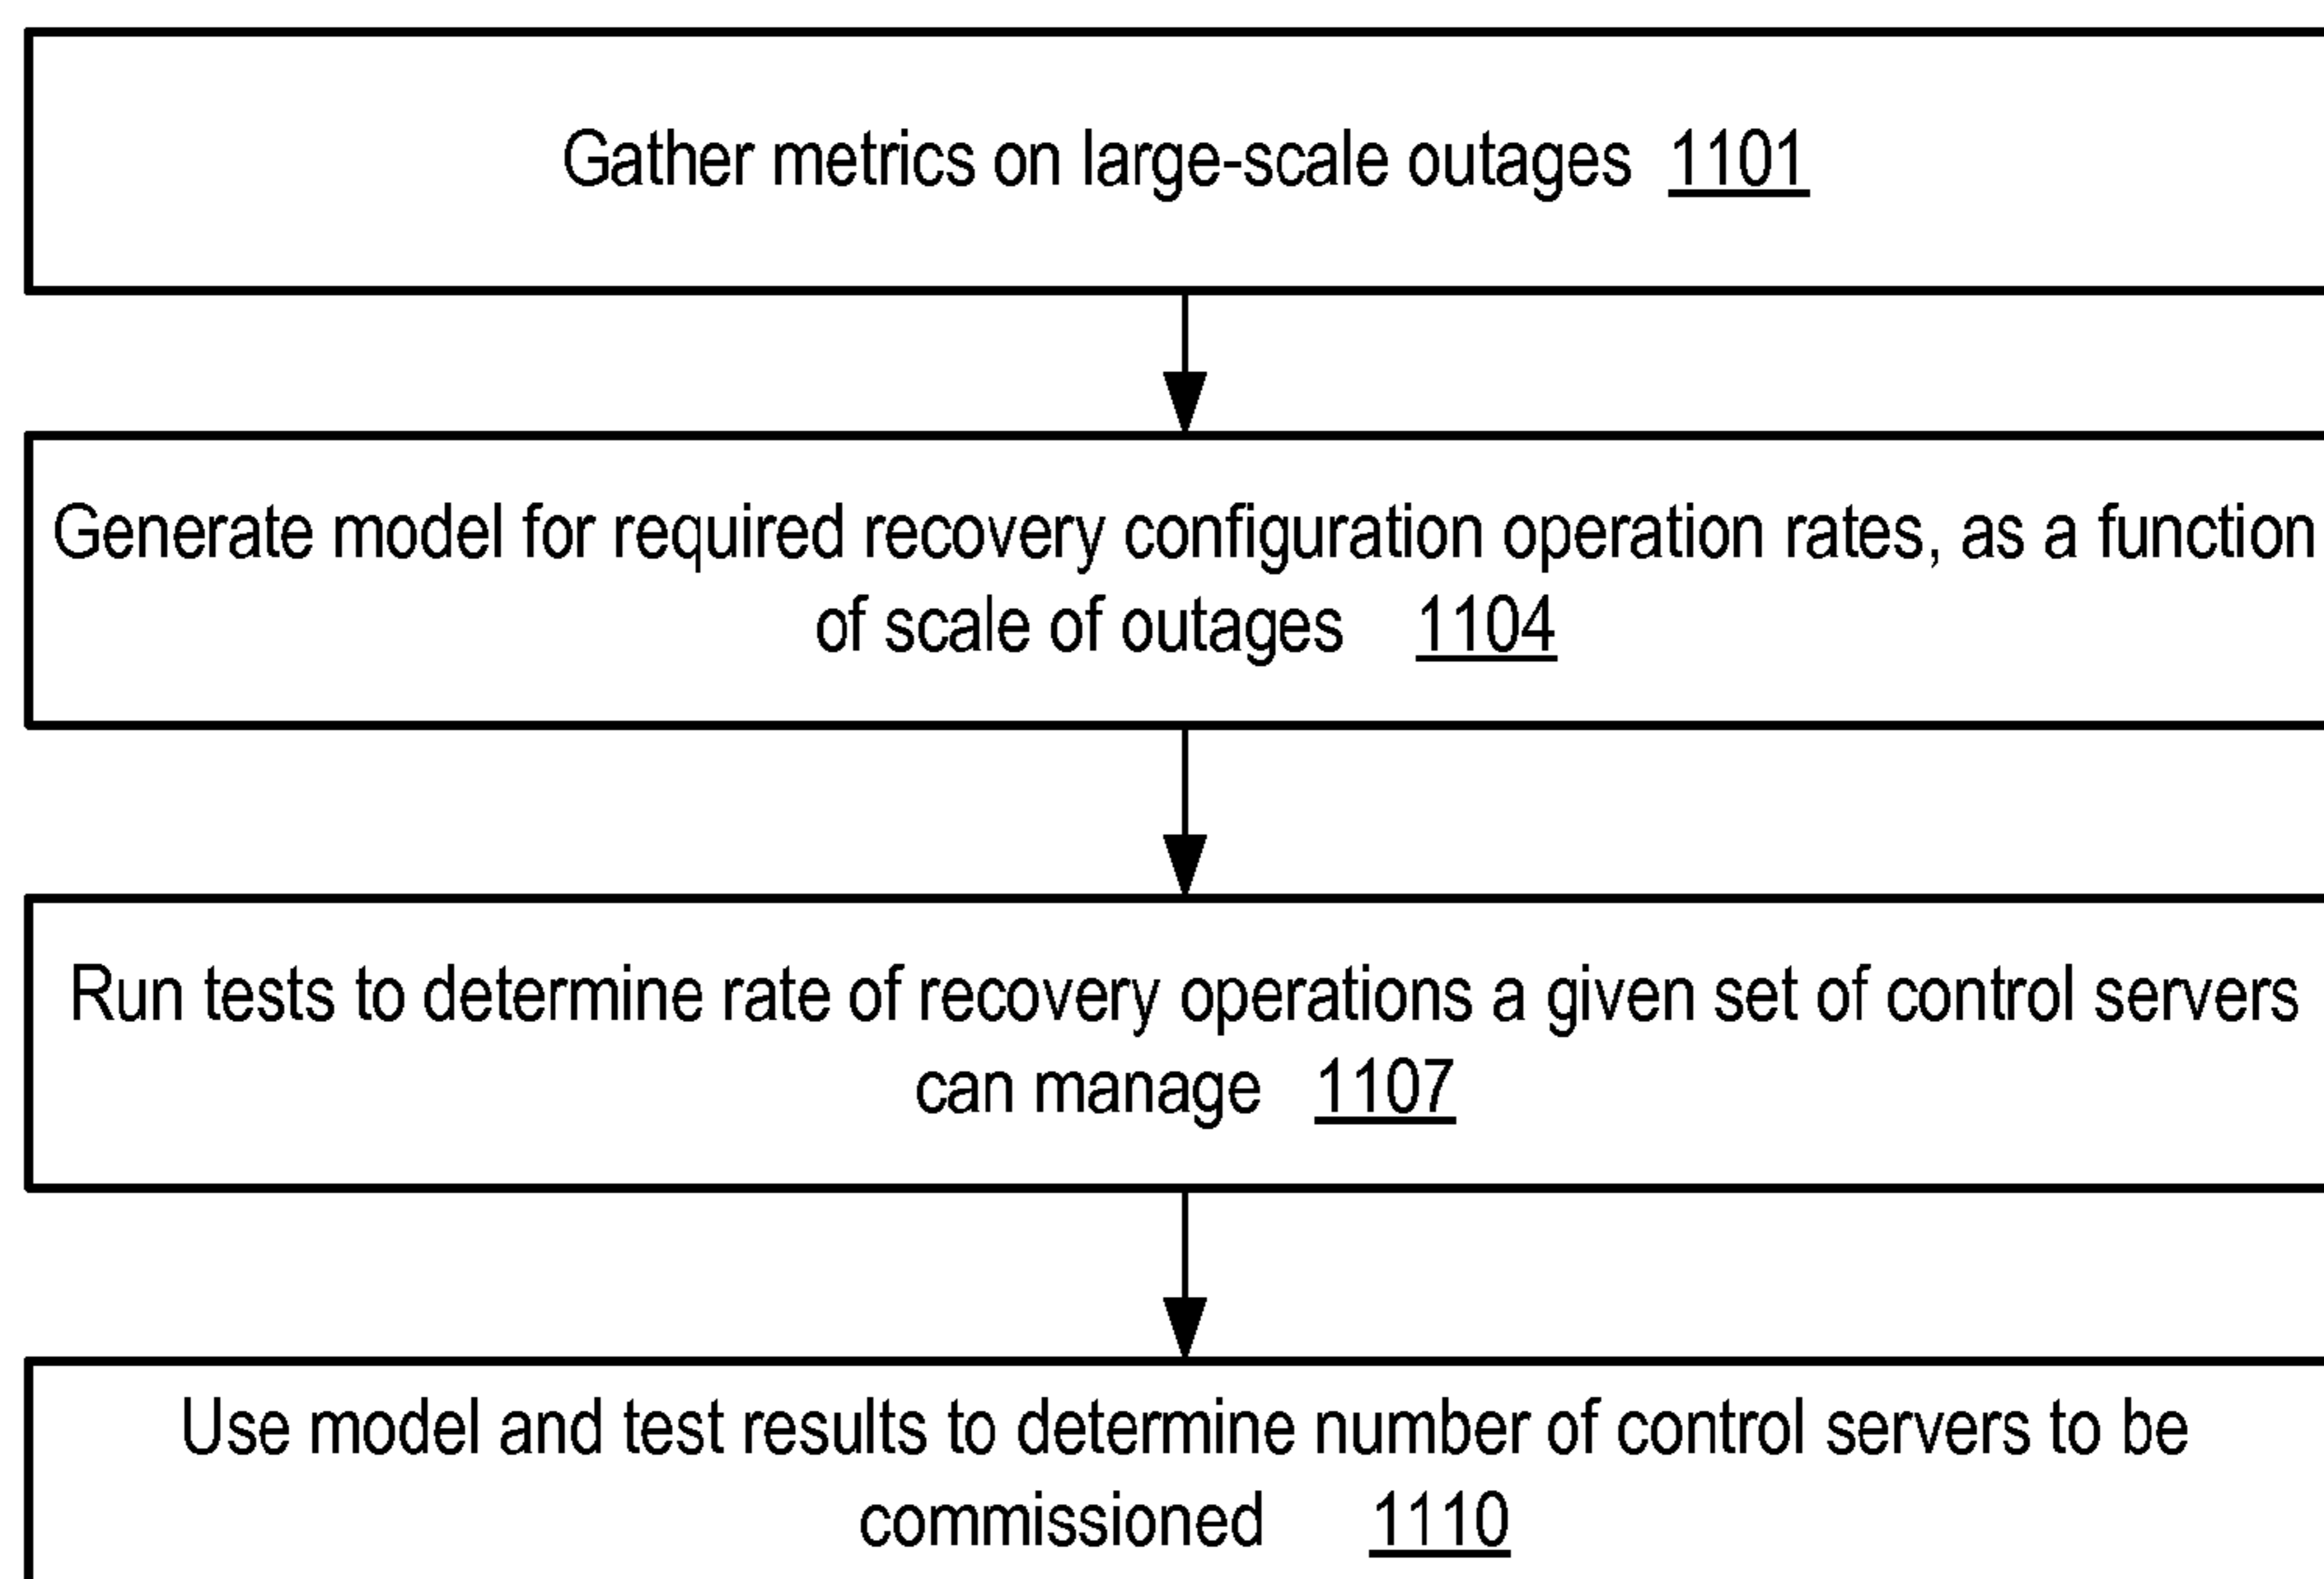 Gather metrics on large-scale outages 1101
Generate model for required recovery configuration operation rates, as a function
of scale of outages 1104
Run tests to determine rate of recovery operations a given set of control servers
can manage 1107
Use model and test results to determine number of control servers to be
commissioned 1110